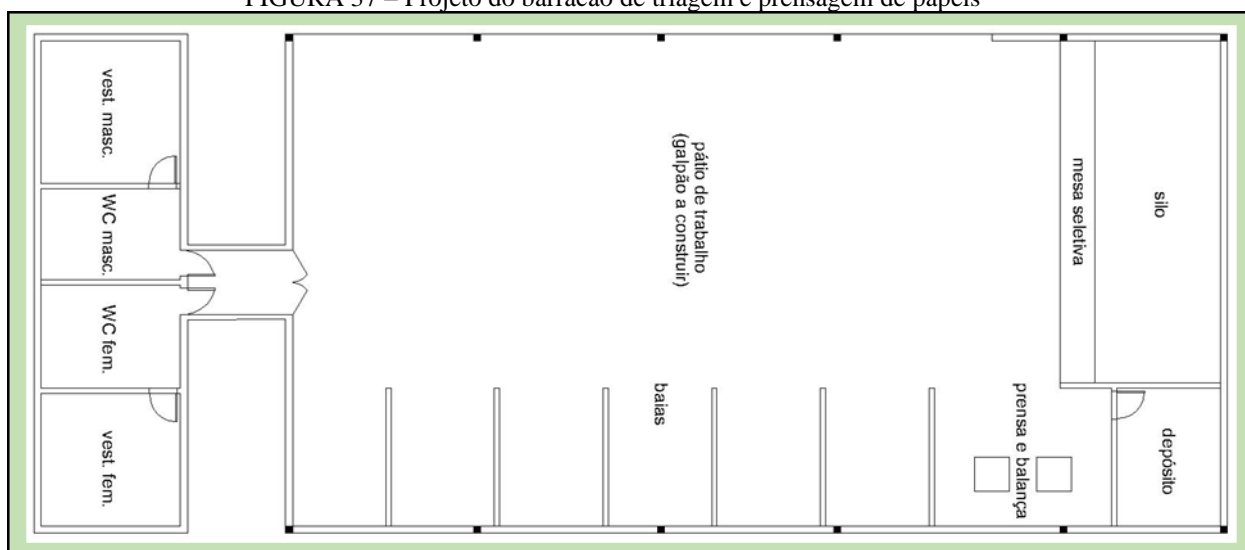 FIGURA 37 – Projeto do barracão de triagem e prensagem de papéis
vest. masc.
WC masc.
WC fem.
vest. fem.
pátio de trabalho
(galpão a construir)
baias
mesa seletiva
silo
prensa e balança
depósito